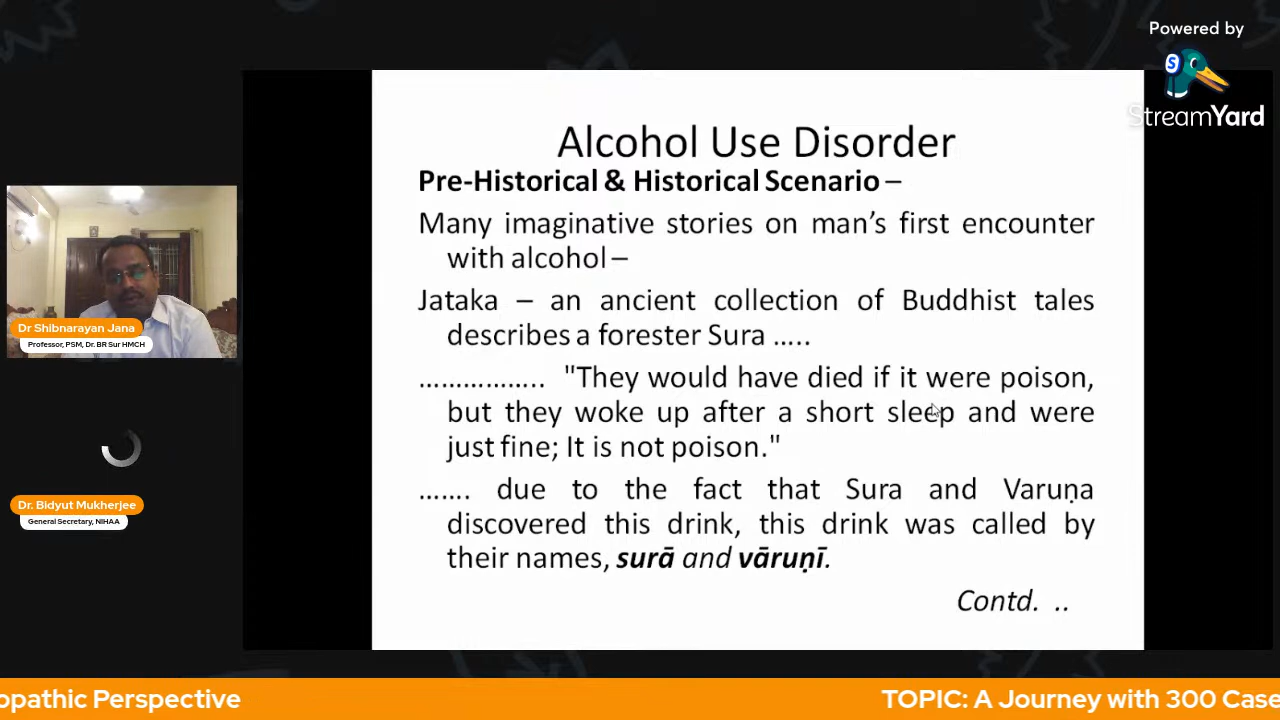 Powered by
StreamYard
Alcohol Use Disorder
Pre-Historical & Historical Scenario –
Many imaginative stories on man’s first encounter
with alcohol –
Jataka – an ancient collection of Buddhist tales
describes a forester Sura …..
…………….. "They would have died if it were poison,
but they woke up after a short sleep and were
just fine; It is not poison."
……. due to the fact that Sura and Varuṇa
discovered this drink, this drink was called by
their names, surā and vāruṇī.
Contd. ..
Dr Shibnarayan Jana
Professor, PSM, Dr. BR Sur HMCH
Dr. Bidyut Mukherjee
General Secretary, NIHAA
opathic Perspective
TOPIC: A Journey with 300 Case